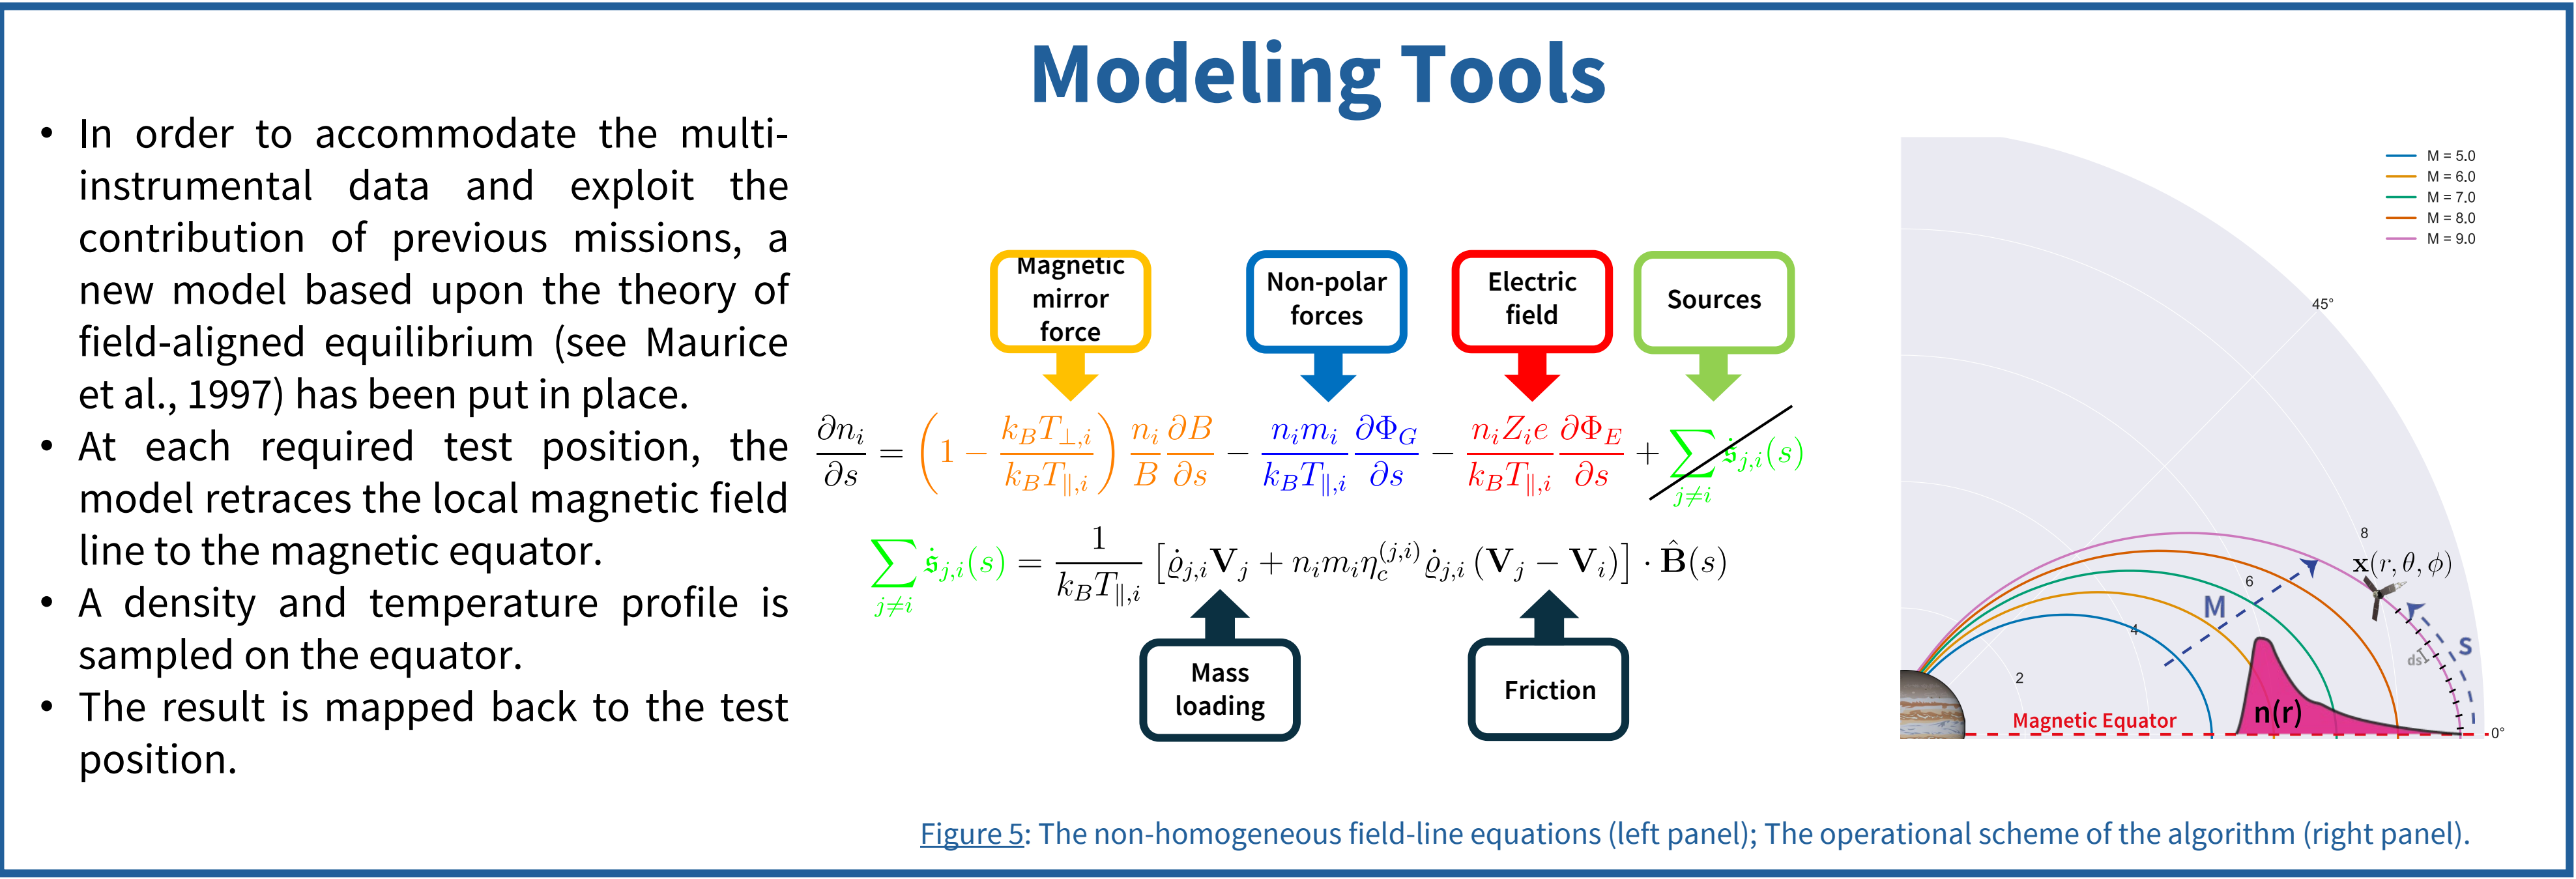 Modeling Tools
• In order to accommodate the multi-
instrumental data and exploit the
contribution of previous missions, a
new model based upon the theory of
field-aligned equilibrium (see Maurice
et al., 1997) has been put in place.
• At each required test position, the
model retraces the local magnetic field
line to the magnetic equator.
• A density and temperature profile is
sampled on the equator.
• The result is mapped back to the test
position.
Magnetic
mirror
force
Non-polar
forces
Electric
field
Sources
∂n_i/∂s = (1 − k_B T_{⊥,i}/k_B T_{∥,i}) n_i/B ∂B/∂s − n_i m_i/k_B T_{∥,i} ∂Φ_G/∂s − n_i Z_i e/k_B T_{∥,i} ∂Φ_E/∂s + ∑_{j≠i} ṡ_{j,i}(s)
∑_{j≠i} ṡ_{j,i}(s) = 1/k_B T_{∥,i} [ϱ̇_{j,i} V_j + n_i m_i η_c^{(j,i)} ϱ̇_{j,i} (V_j − V_i)] · B̂(s)
Mass
loading
Friction
M = 5.0
M = 6.0
M = 7.0
M = 8.0
M = 9.0
45°
8
x(r, θ, ϕ)
6
M
4
s
ds
2
n(r)
Magnetic Equator
0°
Figure 5: The non-homogeneous field-line equations (left panel); The operational scheme of the algorithm (right panel).